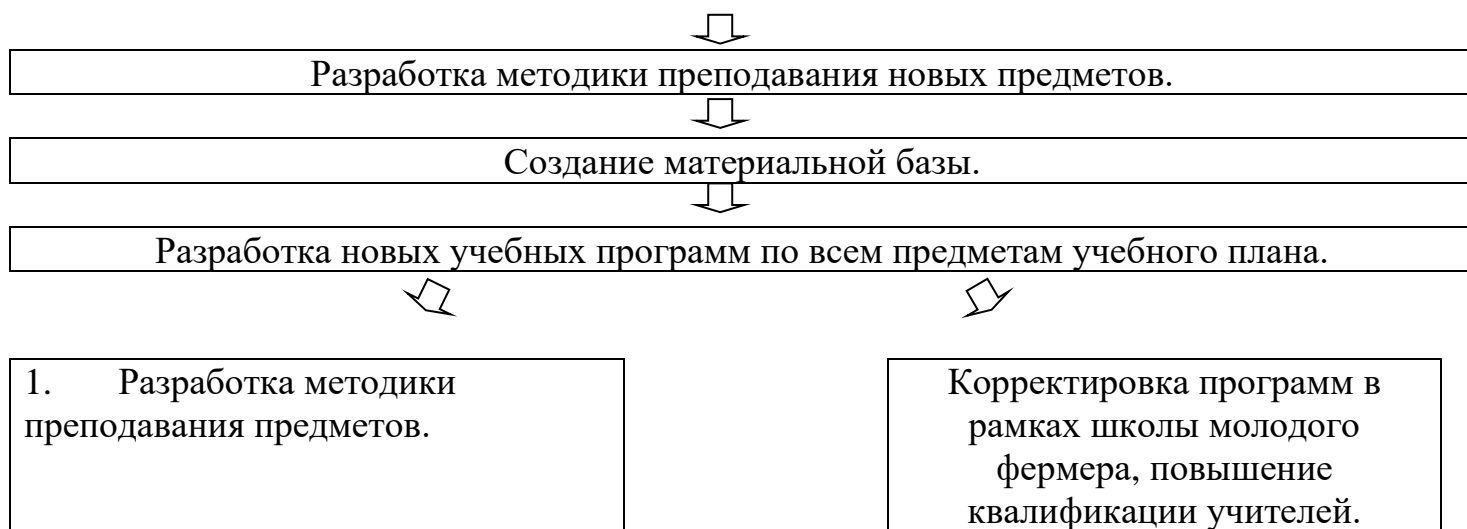 Разработка методики преподавания новых предметов.
Создание материальной базы.
Разработка новых учебных программ по всем предметам учебного плана.
1. Разработка методики
преподавания предметов.
Корректировка программ в
рамках школы молодого
фермера, повышение
квалификации учителей.